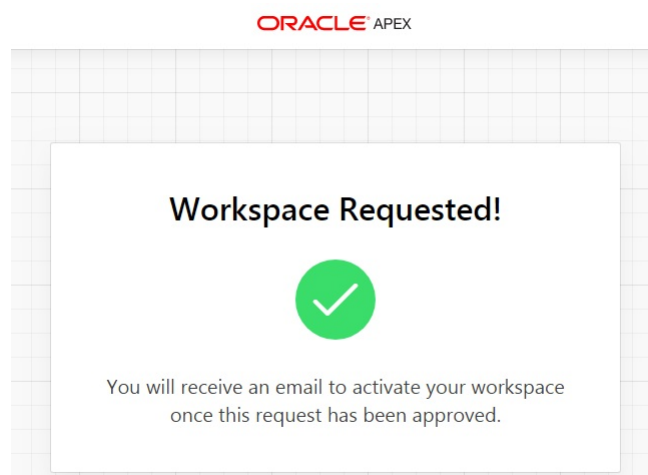 ORACLE APEX
Workspace Requested!
You will receive an email to activate your workspace
once this request has been approved.